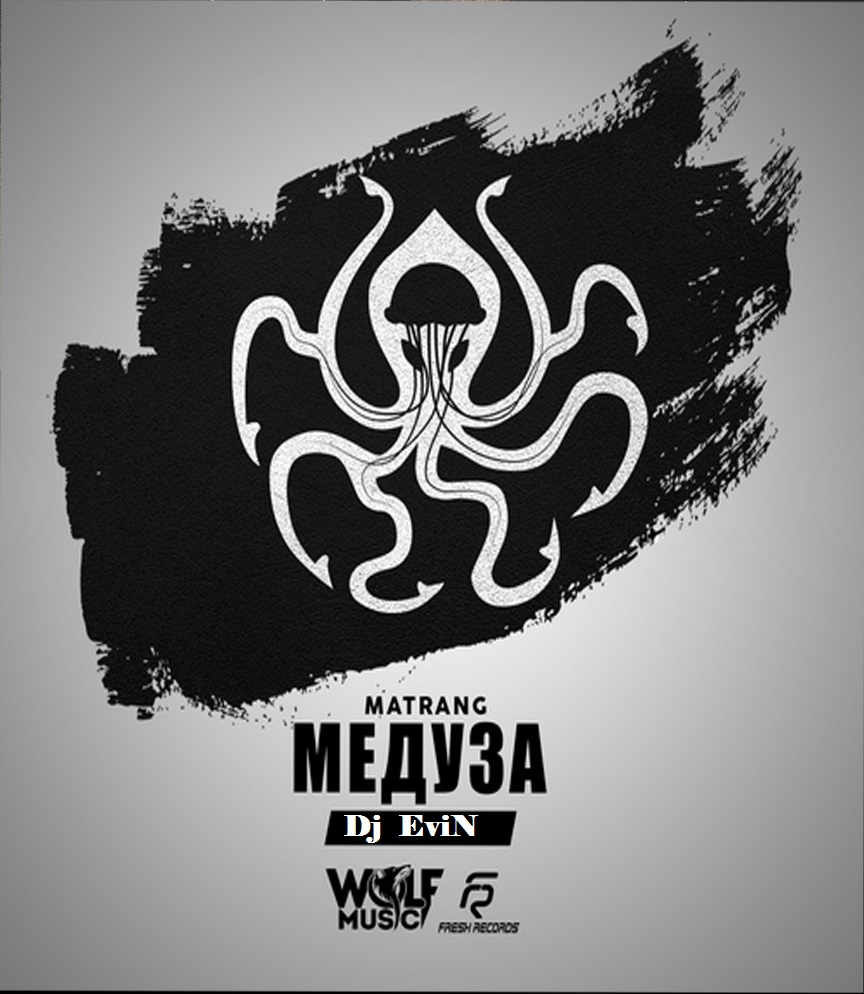 MATRANG
МЕДУЗА
Dj EviN
WOLF
MUSIC
FRESH RECORDS